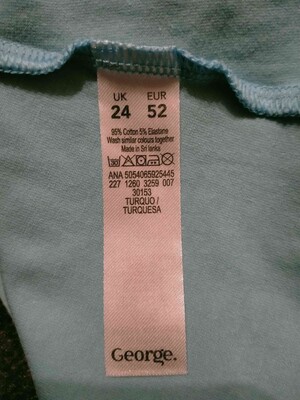 UK EUR
24 52
95% Cotton 5% Elastane
Wash similar colours together
Made in Sri lanka
ANA 5054065925445
227 1260 3259 007
30153
TURQUO /
TURQUESA
George.